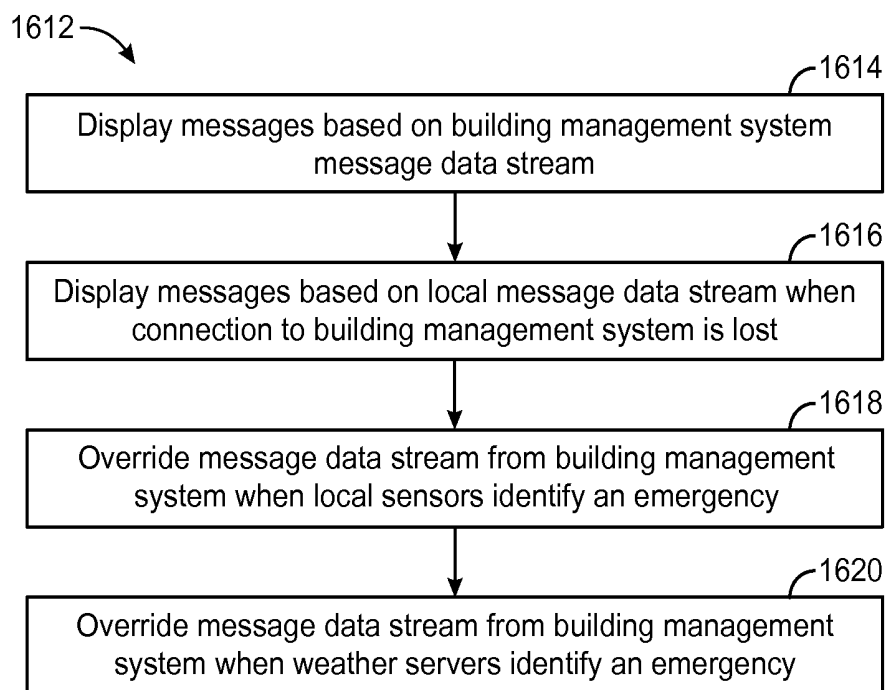 1612
1614
Display messages based on building management system
message data stream
1616
Display messages based on local message data stream when
connection to building management system is lost
1618
Override message data stream from building management
system when local sensors identify an emergency
1620
Override message data stream from building management
system when weather servers identify an emergency